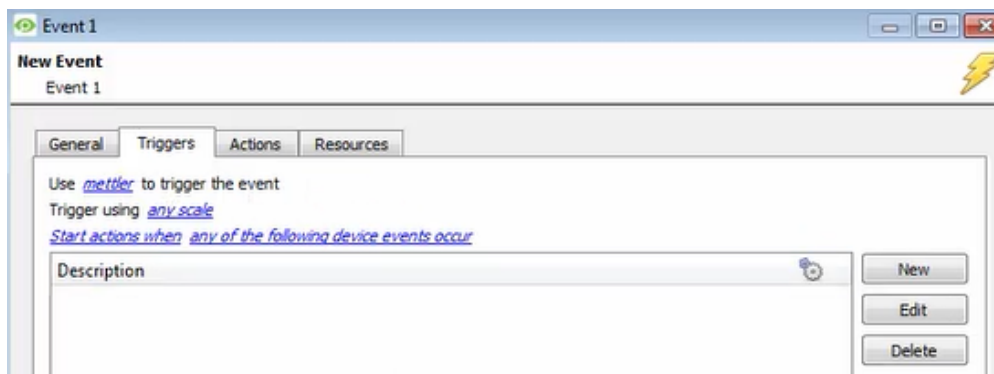 Event 1
New Event
Event 1
General Triggers Actions Resources
Use mettler to trigger the event
Trigger using any scale
Start actions when any of the following device events occur
Description
New
Edit
Delete